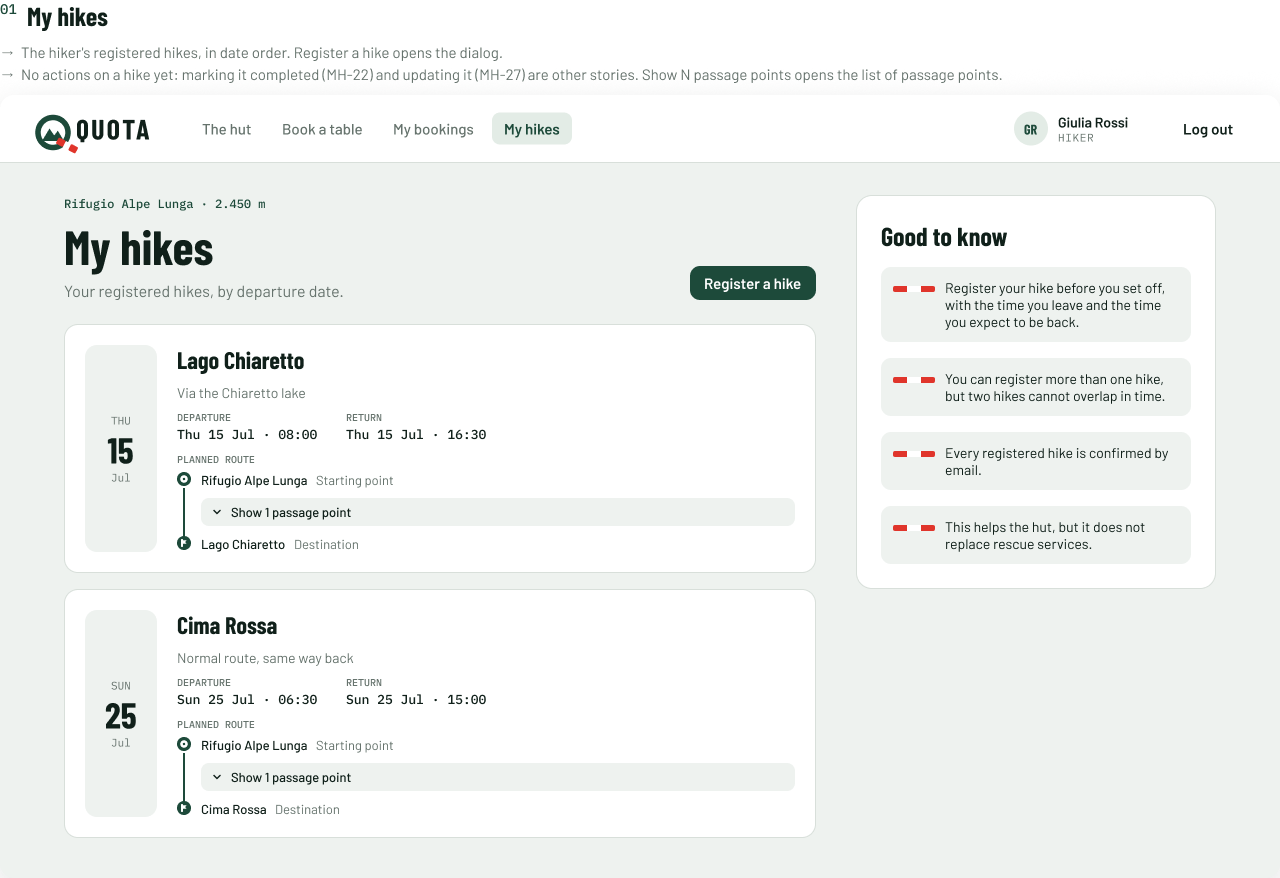 01 My hikes
→ The hiker's registered hikes, in date order. Register a hike opens the dialog.
→ No actions on a hike yet: marking it completed (MH-22) and updating it (MH-27) are other stories. Show N passage points opens the list of passage points.
QUOTA
The hut
Book a table
My bookings
My hikes
GR
Giulia Rossi
HIKER
Log out
Rifugio Alpe Lunga · 2.450 m
My hikes
Your registered hikes, by departure date.
Register a hike
THU
15
Jul
Lago Chiaretto
Via the Chiaretto lake
DEPARTURE
Thu 15 Jul · 08:00
RETURN
Thu 15 Jul · 16:30
PLANNED ROUTE
Rifugio Alpe Lunga Starting point
Show 1 passage point
Lago Chiaretto Destination
SUN
25
Jul
Cima Rossa
Normal route, same way back
DEPARTURE
Sun 25 Jul · 06:30
RETURN
Sun 25 Jul · 15:00
PLANNED ROUTE
Rifugio Alpe Lunga Starting point
Show 1 passage point
Cima Rossa Destination
Good to know
Register your hike before you set off,
with the time you leave and the time
you expect to be back.
You can register more than one hike,
but two hikes cannot overlap in time.
Every registered hike is confirmed by
email.
This helps the hut, but it does not
replace rescue services.